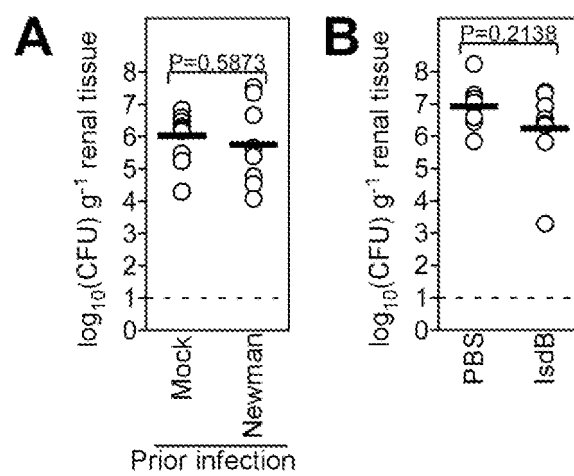 A
P=0.5873
log10(CFU) g-1 renal tissue
8
7
6
5
4
3
2
1
0
Mock
Newman
Prior infection
B
P=0.2138
log10(CFU) g-1 renal tissue
8
7
6
5
4
3
2
1
0
PBS
IsdB